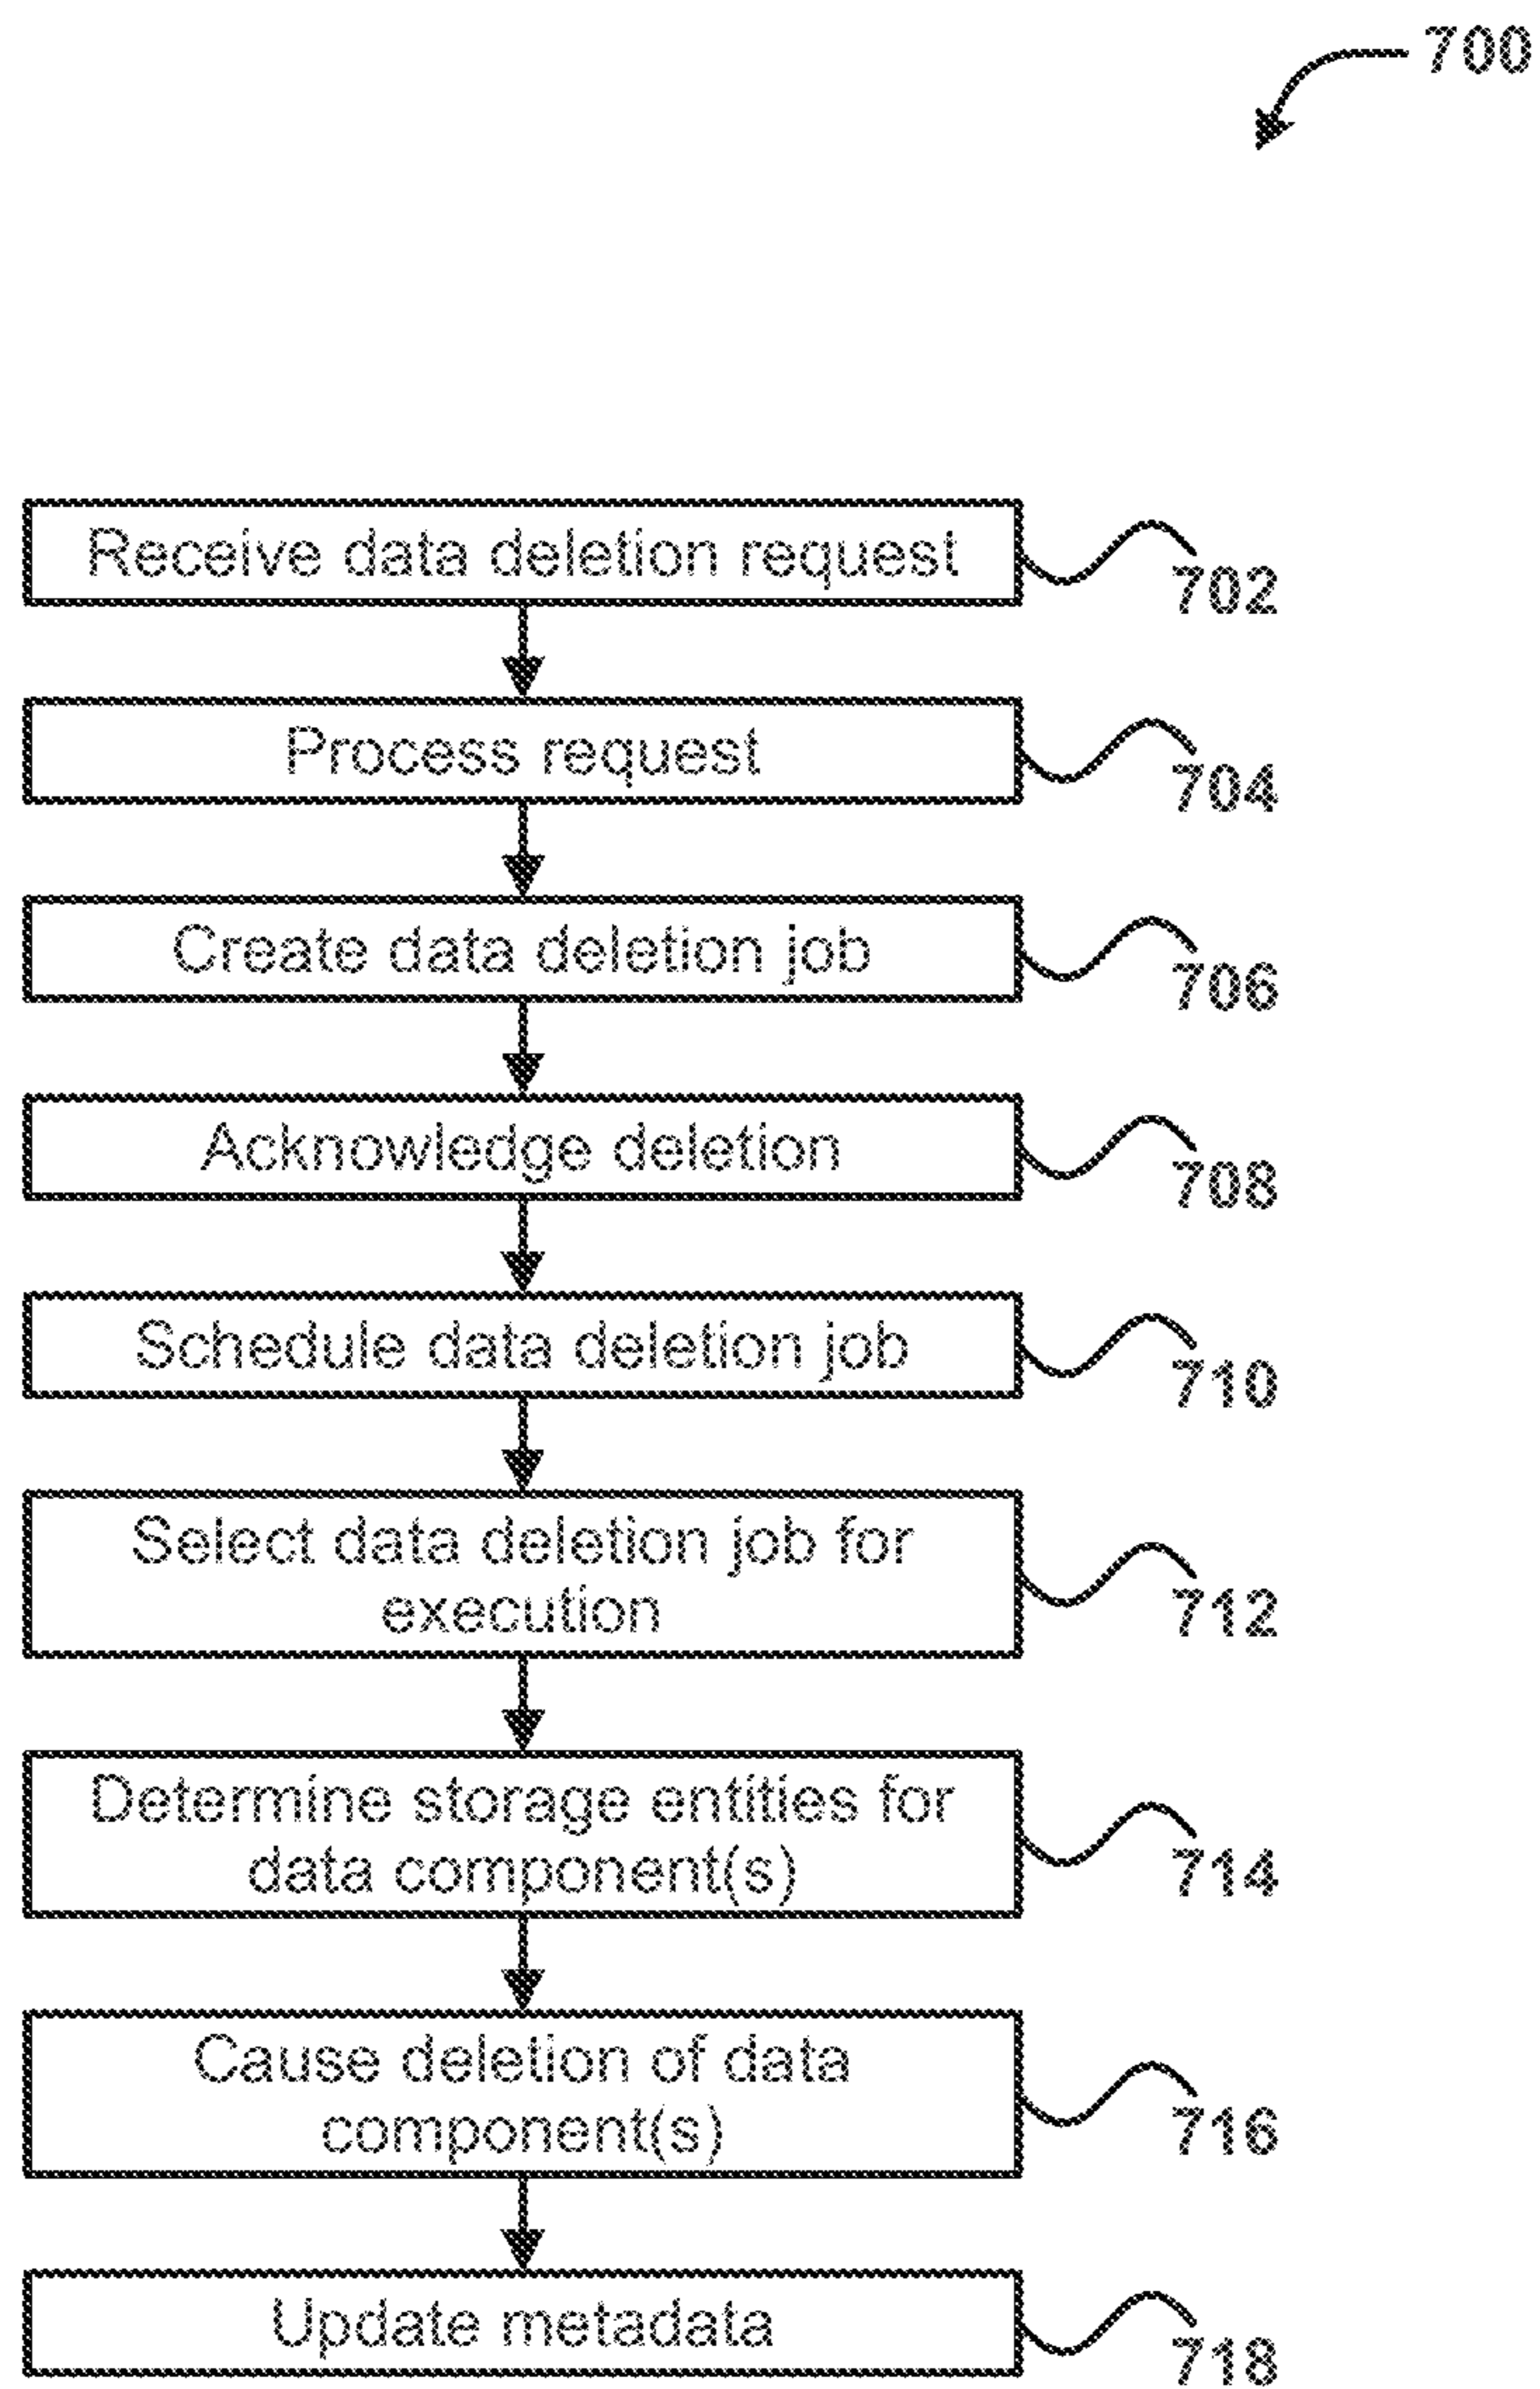 700
Receive data deletion request
702
Process request
704
Create data deletion job
706
Acknowledge deletion
708
Schedule data deletion job
710
Select data deletion job for
execution
712
Determine storage entities for
data component(s)
714
Cause deletion of data
component(s)
716
Update metadata
718